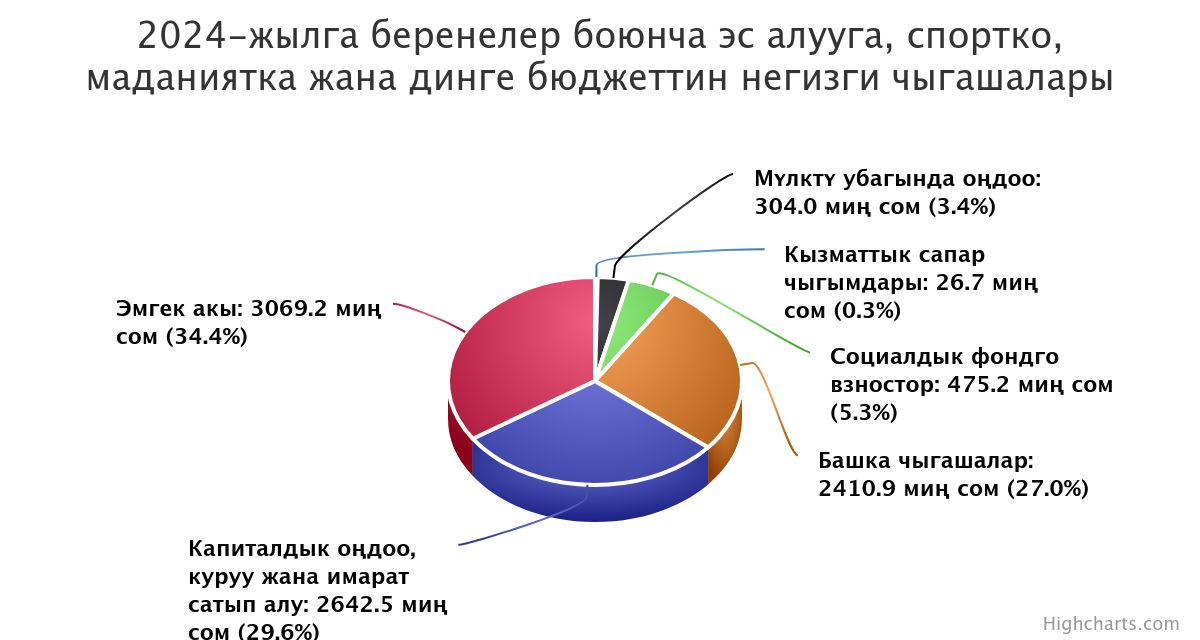 2024-жылга беренелер боюнча эс алууга, спортко,
маданиятка жана динге бюджеттин негизги чыгашалары
Мүлктү убагында оңдоо:
304.0 миң сом (3.4%)
Кызматтык сапар
чыгымдары: 26.7 миң
сом (0.3%)
Эмгек акы: 3069.2 миң
сом (34.4%)
Социалдык фондго
взностор: 475.2 миң сом
(5.3%)
Башка чыгашалар:
2410.9 миң сом (27.0%)
Капиталдык оңдоо,
куруу жана имарат
сатып алу: 2642.5 миң
сом (29.6%)
Highcharts.com